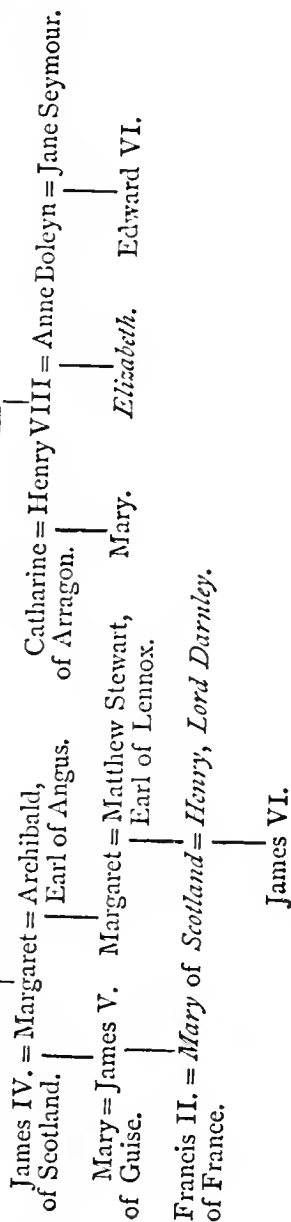 James IV. = Margaret = Archibald,
of Scotland. Earl of Angus.
Catharine = Henry VIII = Anne Boleyn = Jane Seymour.
of Arragon.
Mary = James V. Margaret = Matthew Stewart,
of Guise. Earl of Lennox.
Mary. Elizabeth. Edward VI.
Francis II. = Mary of Scotland = Henry, Lord Darnley.
of France.
James VI.